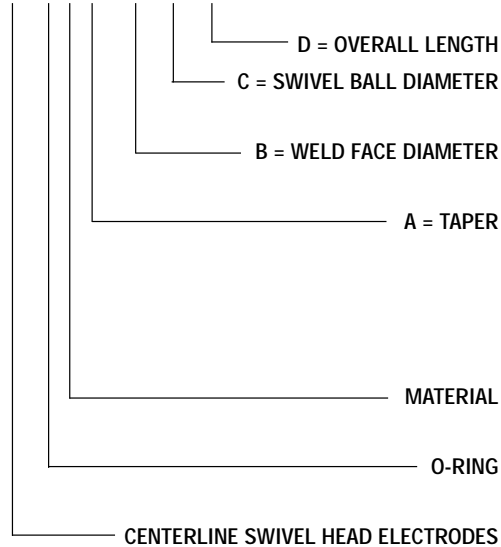 D = OVERALL LENGTH
C = SWIVEL BALL DIAMETER
B = WELD FACE DIAMETER
A = TAPER
MATERIAL
O-RING
CENTERLINE SWIVEL HEAD ELECTRODES